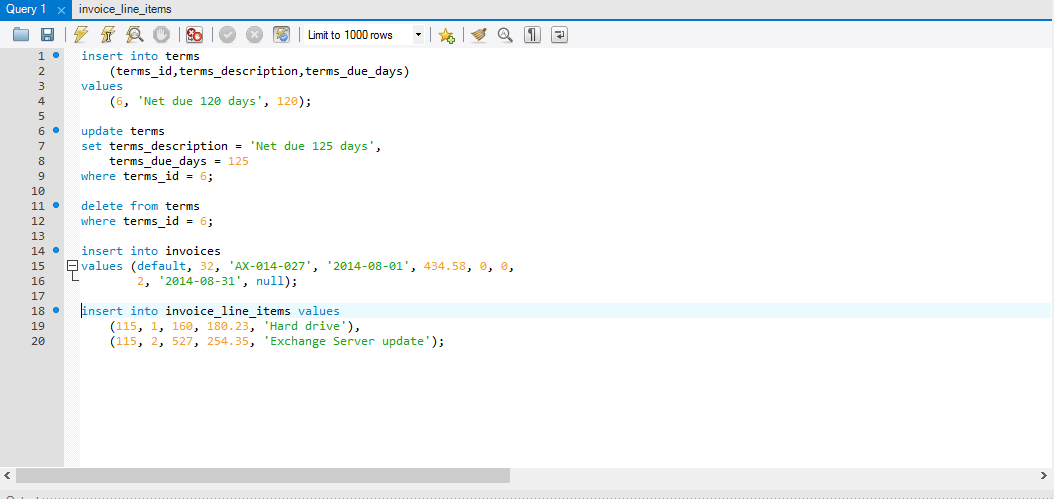 Query 1 × invoice_line_items
Limit to 1000 rows
1 insert into terms
2     (terms_id,terms_description,terms_due_days)
3 values
4     (6, 'Net due 120 days', 120);
5
6 update terms
7 set terms_description = 'Net due 125 days',
8     terms_due_days = 125
9 where terms_id = 6;
10
11 delete from terms
12 where terms_id = 6;
13
14 insert into invoices
15 values (default, 32, 'AX-014-027', '2014-08-01', 434.58, 0, 0,
16         2, '2014-08-31', null);
17
18 insert into invoice_line_items values
19     (115, 1, 160, 180.23, 'Hard drive'),
20     (115, 2, 527, 254.35, 'Exchange Server update');